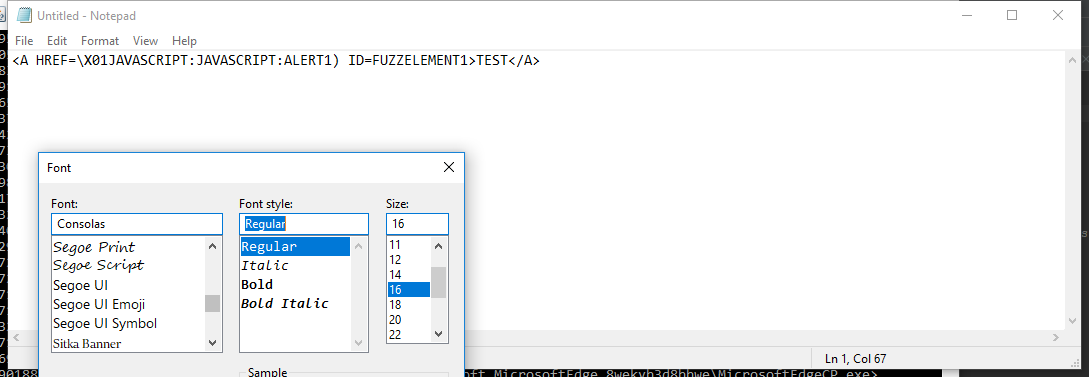 Untitled - Notepad
File Edit Format View Help
<A HREF=\X01JAVASCRIPT:JAVASCRIPT:ALERT1) ID=FUZZELEMENT1>TEST</A>
Font
Font: Font style: Size:
Consolas Regular 16
Segoe Print Regular 11
Segoe Script Italic 12
Segoe UI Bold 14
Segoe UI Emoji Bold Italic 16
Segoe UI Symbol 18
Sitka Banner 20
22
Ln 1, Col 67
Sample
oft.MicrosoftEdge_8wekyb3d8bbwe\MicrosoftEdgeCP.exe>